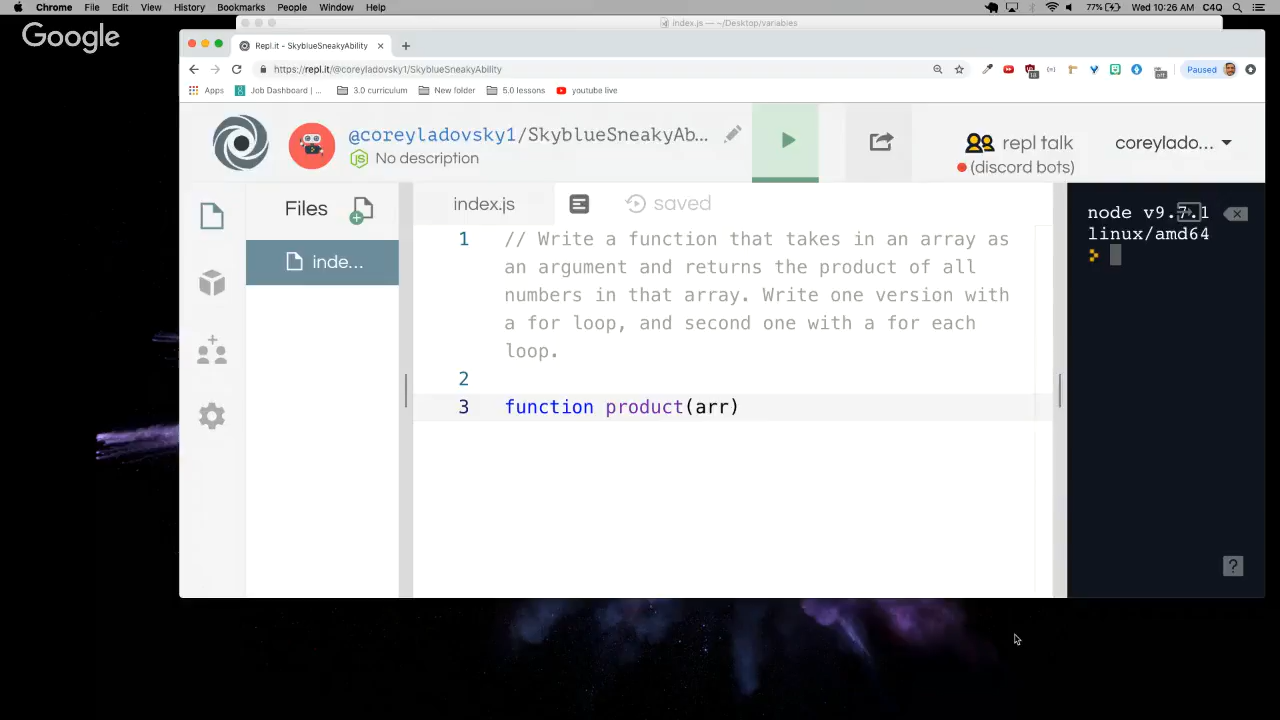 Chrome File Edit View History Bookmarks People Window Help 77% Wed 10:26 AM C4Q
Google
index.js — ~/Desktop/variables
Repl.it - SkyblueSneakyAbility
https://repl.it/@coreyladovsky1/SkyblueSneakyAbility
Paused
Apps Job Dashboard | ... 3.0 curriculum New folder 5.0 lessons youtube live
@coreyladovsky1/SkyblueSneakyAb...
No description
repl talk
(discord bots)
coreylado...
Files
inde...
index.js
saved
1 // Write a function that takes in an array as
an argument and returns the product of all
numbers in that array. Write one version with
a for loop, and second one with a for each
loop.
2
3 function product(arr)
node v9.7.1
linux/amd64
?